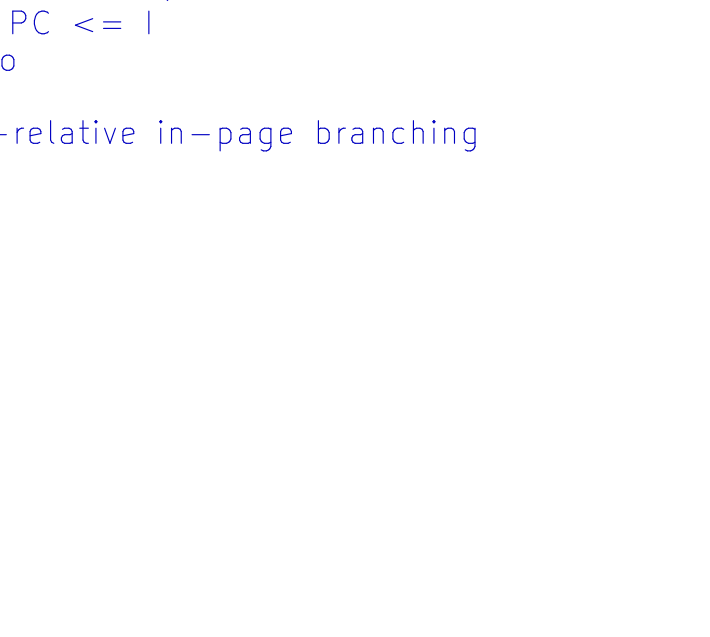 PC <= I
o
-relative in-page branching